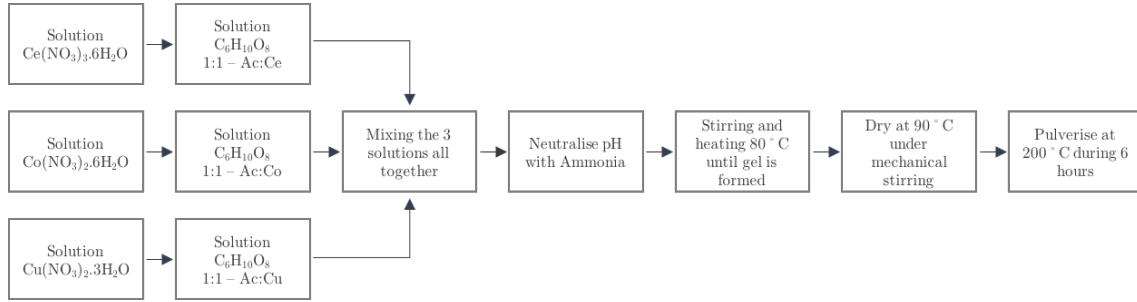 Solution
Ce(NO₃)₃.6H₂O
Solution
C₆H₁₀O₈
1:1 – Ac:Ce
Solution
Co(NO₃)₂.6H₂O
Solution
C₆H₁₀O₈
1:1 – Ac:Co
Solution
Cu(NO₃)₂.3H₂O
Solution
C₆H₁₀O₈
1:1 – Ac:Cu
Mixing the 3
solutions all
together
Neutralise pH
with Ammonia
Stirring and
heating 80 ° C
until gel is
formed
Dry at 90 ° C
under
mechanical
stirring
Pulverise at
200 ° C during 6
hours